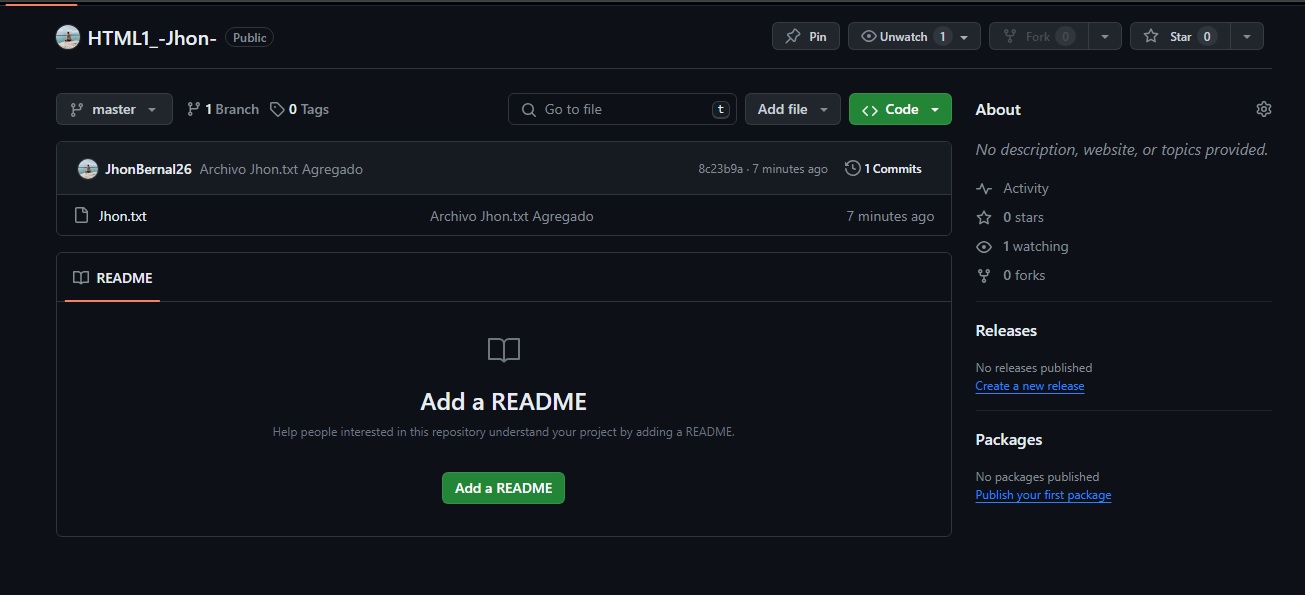 HTML1_-Jhon- Public
Pin
Unwatch 1
Fork 0
Star 0
master
1 Branch
0 Tags
Go to file t
Add file
Code
JhonBernal26 Archivo Jhon.txt Agregado
8c23b9a · 7 minutes ago
1 Commits
Jhon.txt
Archivo Jhon.txt Agregado
7 minutes ago
README
Add a README
Help people interested in this repository understand your project by adding a README.
Add a README
About
No description, website, or topics provided.
Activity
0 stars
1 watching
0 forks
Releases
No releases published
Create a new release
Packages
No packages published
Publish your first package